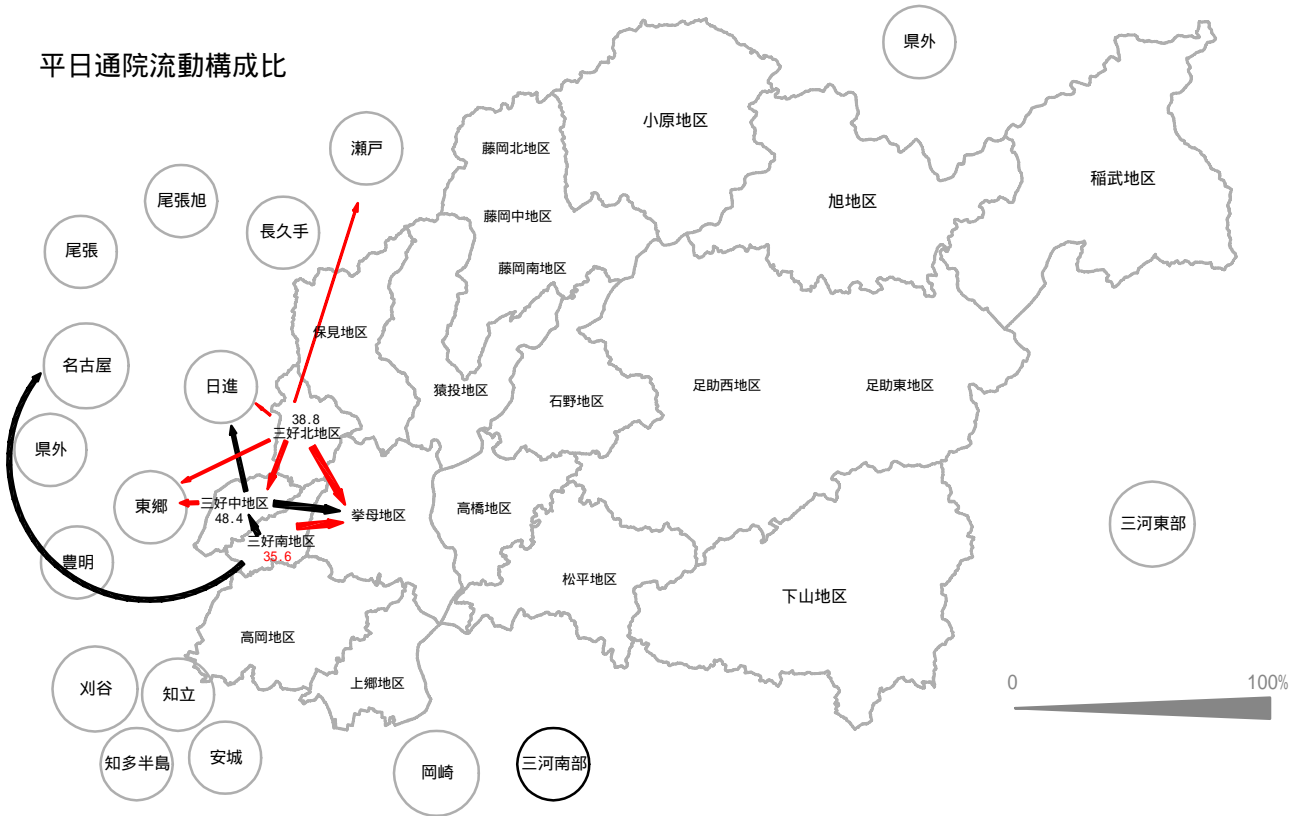 平日通院流動構成比
県外
瀬戸
藤岡北地区
小原地区
稲武地区
尾張旭
長久手
藤岡中地区
旭地区
尾張
藤岡南地区
保見地区
名古屋
日進
猿投地区
石野地区
足助西地区
足助東地区
38.8
三好北地区
県外
東郷
三好中地区
48.4
挙母地区
高橋地区
三河東部
三好南地区
35.6
豊明
松平地区
下山地区
高岡地区
刈谷
知立
上郷地区
0
100%
知多半島
安城
岡崎
三河南部